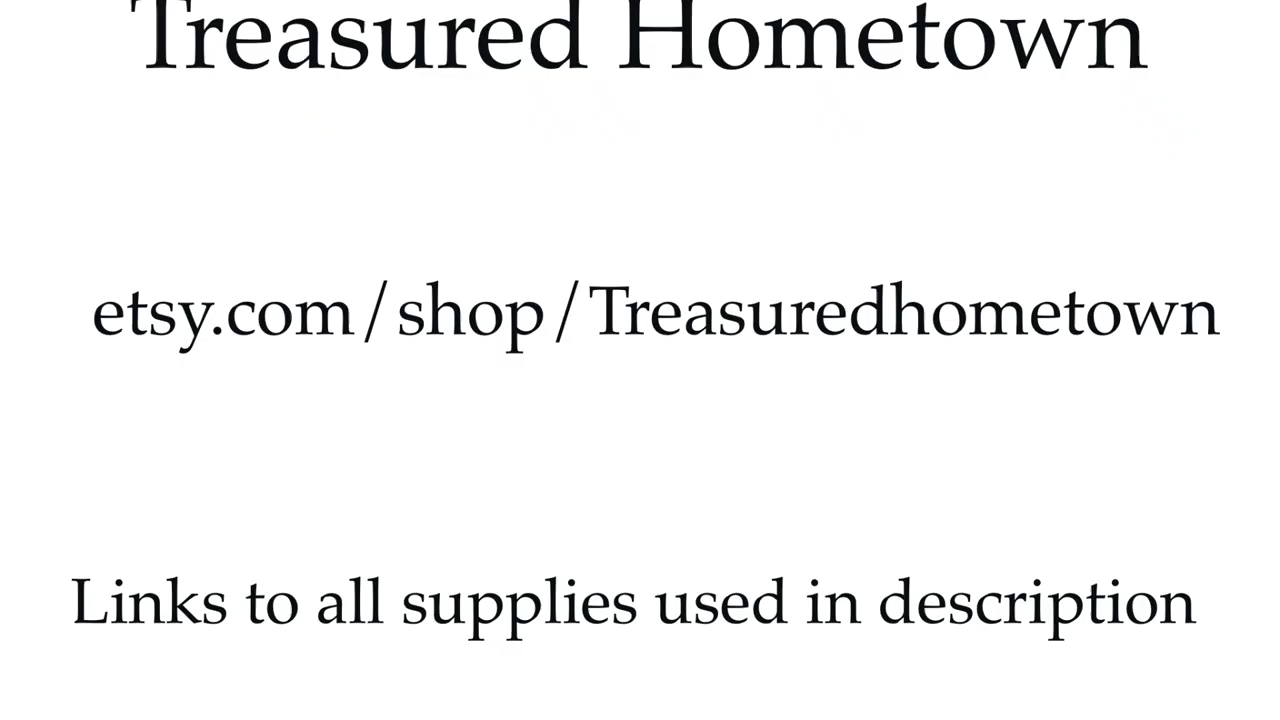 Treasured Hometown
etsy.com/shop/Treasuredhometown
Links to all supplies used in description